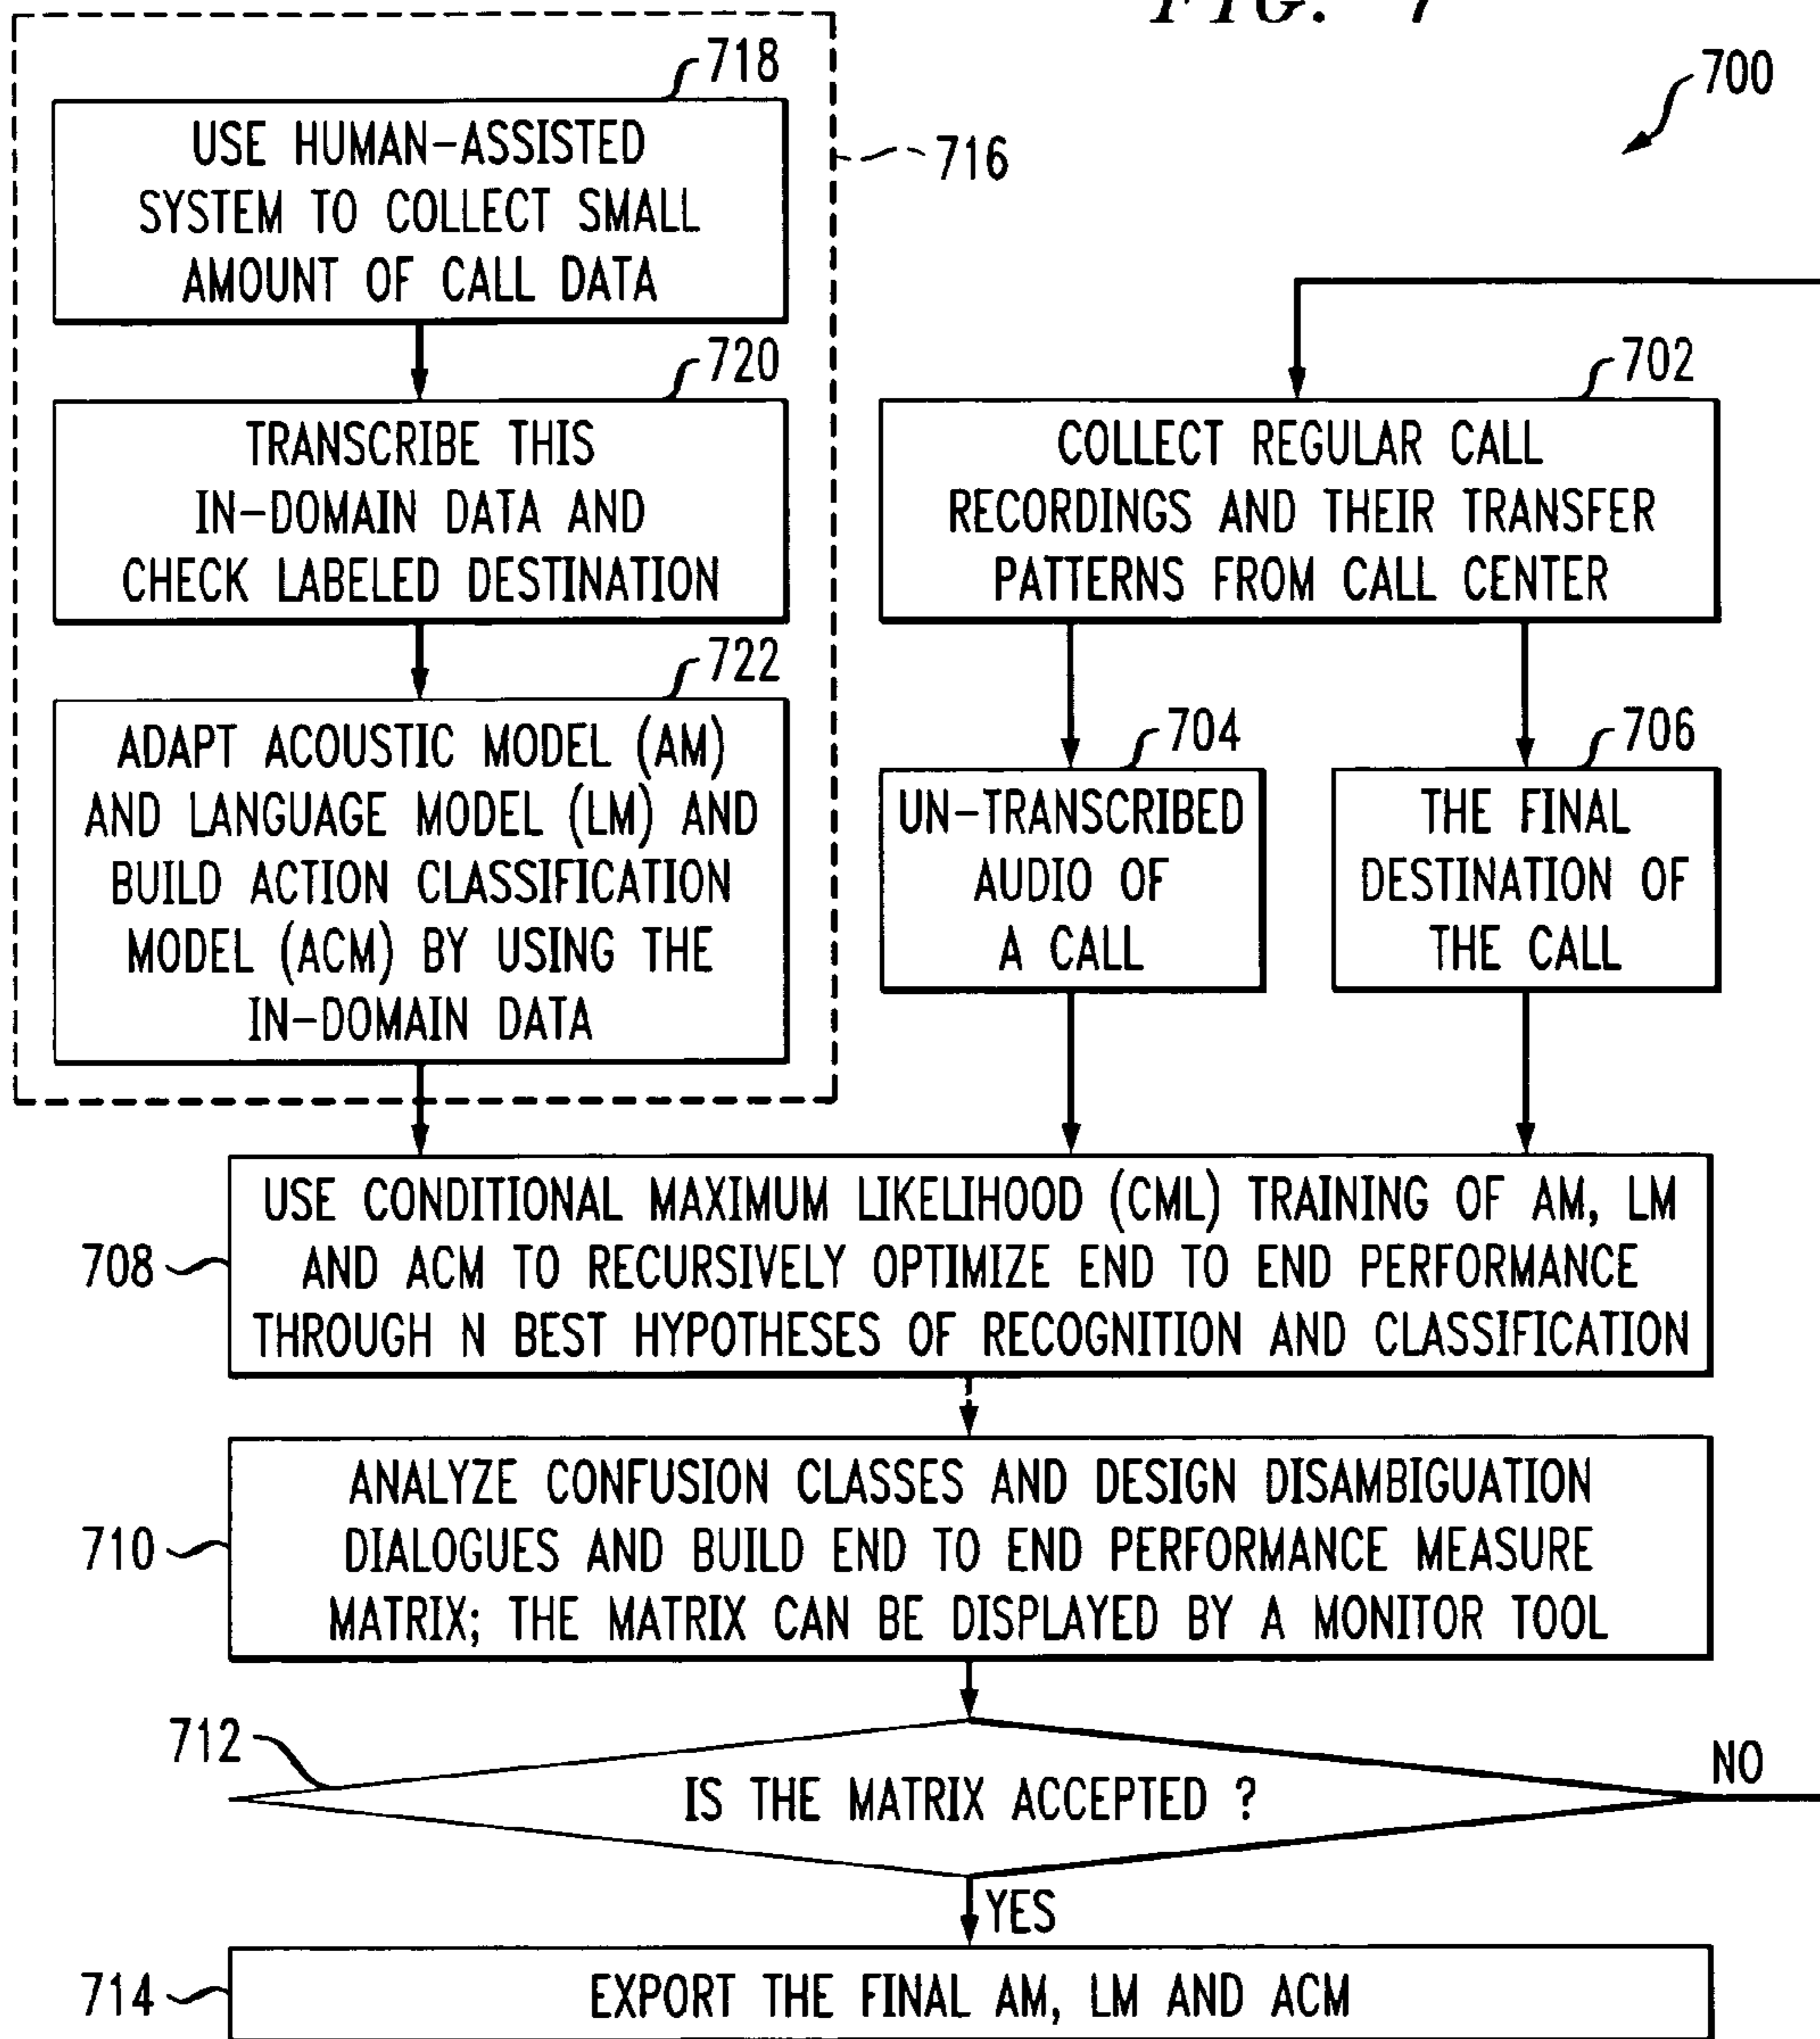 FIG. 7
700
718
USE HUMAN-ASSISTED
SYSTEM TO COLLECT SMALL
AMOUNT OF CALL DATA
716
720
TRANSCRIBE THIS
IN-DOMAIN DATA AND
CHECK LABELED DESTINATION
722
ADAPT ACOUSTIC MODEL (AM)
AND LANGUAGE MODEL (LM) AND
BUILD ACTION CLASSIFICATION
MODEL (ACM) BY USING THE
IN-DOMAIN DATA
702
COLLECT REGULAR CALL
RECORDINGS AND THEIR TRANSFER
PATTERNS FROM CALL CENTER
704
UN-TRANSCRIBED
AUDIO OF
A CALL
706
THE FINAL
DESTINATION OF
THE CALL
708
USE CONDITIONAL MAXIMUM LIKELIHOOD (CML) TRAINING OF AM, LM
AND ACM TO RECURSIVELY OPTIMIZE END TO END PERFORMANCE
THROUGH N BEST HYPOTHESES OF RECOGNITION AND CLASSIFICATION
710
ANALYZE CONFUSION CLASSES AND DESIGN DISAMBIGUATION
DIALOGUES AND BUILD END TO END PERFORMANCE MEASURE
MATRIX; THE MATRIX CAN BE DISPLAYED BY A MONITOR TOOL
712
IS THE MATRIX ACCEPTED ?
NO
YES
714
EXPORT THE FINAL AM, LM AND ACM